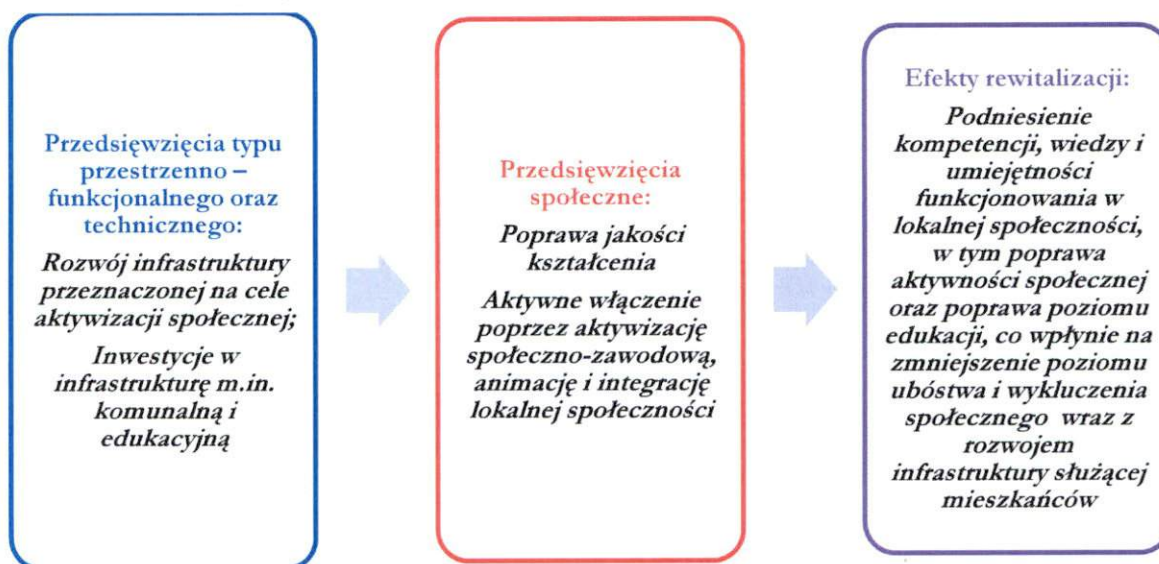 Przedsięwzięcia typu
przestrzenno –
funkcjonalnego oraz
technicznego:
Rozwój infrastruktury
przeznaczonej na cele
aktywizacji społecznej;
Inwestycje w
infrastrukturę m.in.
komunalną i
edukacyjną
Przedsięwzięcia
społeczne:
Poprawa jakości
kształcenia
Aktywne włączenie
poprzez aktywizację
społeczno-zawodową,
animację i integrację
lokalnej społeczności
Efekty rewitalizacji:
Podniesienie
kompetencji, wiedzy i
umiejętności
funkcjonowania w
lokalnej społeczności,
w tym poprawa
aktywności społecznej
oraz poprawa poziomu
edukacji, co wpłynie na
zmniejszenie poziomu
ubóstwa i wykluczenia
społecznego wraz z
rozwojem
infrastruktury służącej
mieszkańców